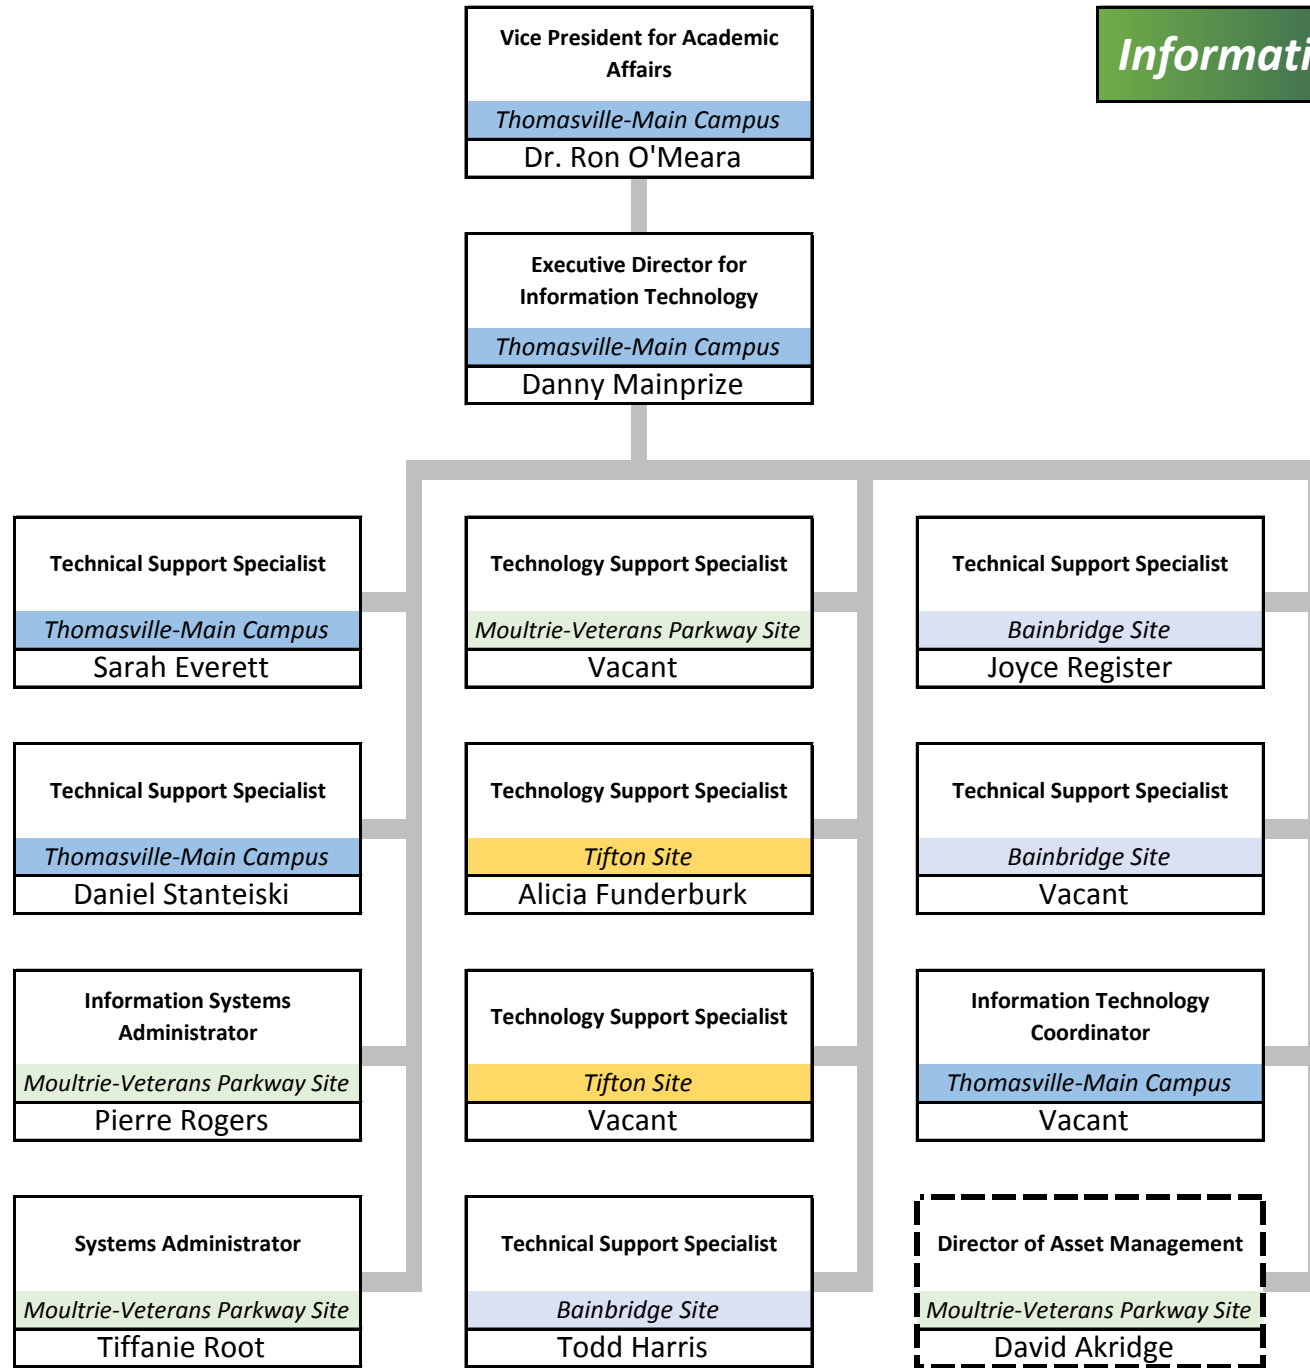 Vice President for Academic
Affairs
Thomasville-Main Campus
Dr. Ron O'Meara
Executive Director for
Information Technology
Thomasville-Main Campus
Danny Mainprize
Technical Support Specialist
Thomasville-Main Campus
Sarah Everett
Technology Support Specialist
Moultrie-Veterans Parkway Site
Vacant
Technical Support Specialist
Bainbridge Site
Joyce Register
Technical Support Specialist
Thomasville-Main Campus
Daniel Stanteiski
Technology Support Specialist
Tifton Site
Alicia Funderburk
Technical Support Specialist
Bainbridge Site
Vacant
Information Systems
Administrator
Moultrie-Veterans Parkway Site
Pierre Rogers
Technology Support Specialist
Tifton Site
Vacant
Information Technology
Coordinator
Thomasville-Main Campus
Vacant
Systems Administrator
Moultrie-Veterans Parkway Site
Tiffanie Root
Technical Support Specialist
Bainbridge Site
Todd Harris
Director of Asset Management
Moultrie-Veterans Parkway Site
David Akridge